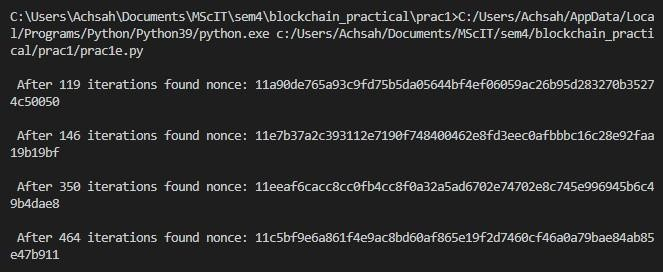 C:\Users\Achsah\Documents\MScIT\sem4\blockchain_practical\prac1>C:/Users/Achsah/AppData/Loca
l/Programs/Python/Python39/python.exe c:/Users/Achsah/Documents/MScIT/sem4/blockchain_practi
cal/prac1/prac1e.py
After 119 iterations found nonce: 11a90de765a93c9fd75b5da05644bf4ef06059ac26b95d283270b3527
4c50050
After 146 iterations found nonce: 11e7b37a2c393112e7190f748400462e8fd3eec0afbbbc16c28e92faa
19b19bf
After 350 iterations found nonce: 11eeaf6cacc8cc0fb4cc8f0a32a5ad6702e74702e8c745e996945b6c4
9b4dae8
After 464 iterations found nonce: 11c5bf9e6a861f4e9ac8bd60af865e19f2d7460cf46a0a79bae84ab85
e47b911